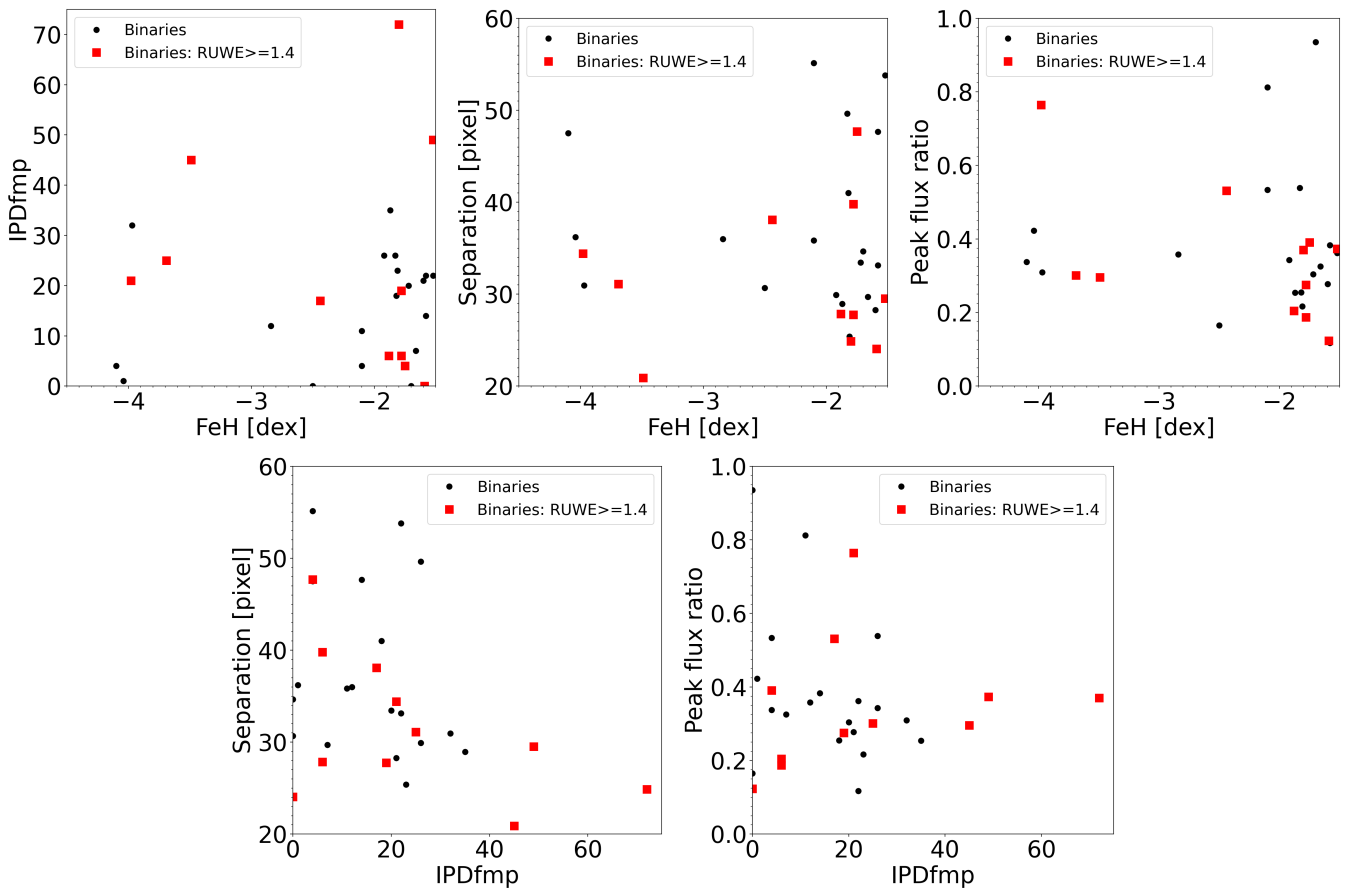 70
60
50
40
30
20
10
0
IPDfmp
Binaries
Binaries: RUWE>=1.4
−4
−3
−2
FeH [dex]
60
50
40
30
20
Separation [pixel]
Binaries
Binaries: RUWE>=1.4
−4
−3
−2
FeH [dex]
1.0
0.8
0.6
0.4
0.2
0.0
Peak flux ratio
Binaries
Binaries: RUWE>=1.4
−4
−3
−2
FeH [dex]
60
50
40
30
20
Separation [pixel]
Binaries
Binaries: RUWE>=1.4
0
20
40
60
IPDfmp
1.0
0.8
0.6
0.4
0.2
0.0
Peak flux ratio
Binaries
Binaries: RUWE>=1.4
0
20
40
60
IPDfmp